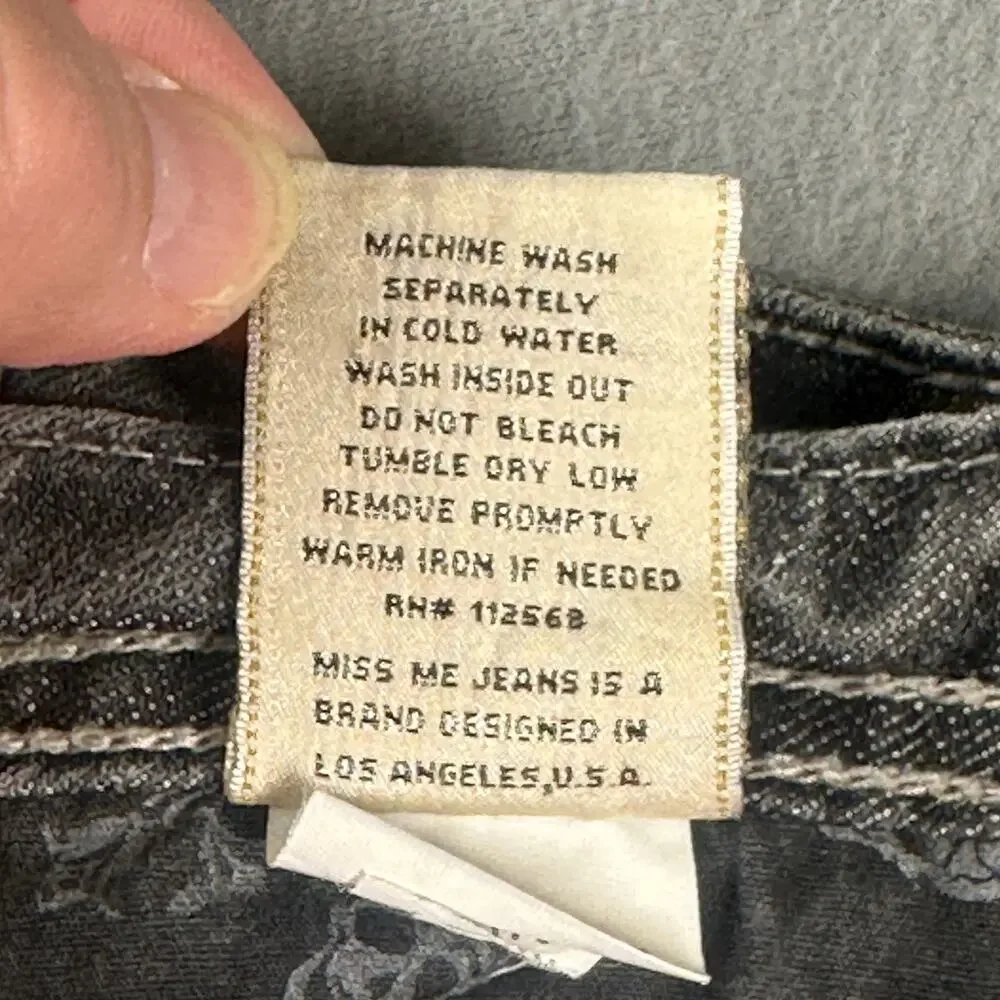 MACHINE WASH
SEPARATELY
IN COLD WATER
WASH INSIDE OUT
DO NOT BLEACH
TUMBLE DRY LOW
REMOVE PROMPTLY
WARM IRON IF NEEDED
RN# 112568
MISS ME JEANS IS A
BRAND DESIGNED IN
LOS ANGELES,U.S.A.